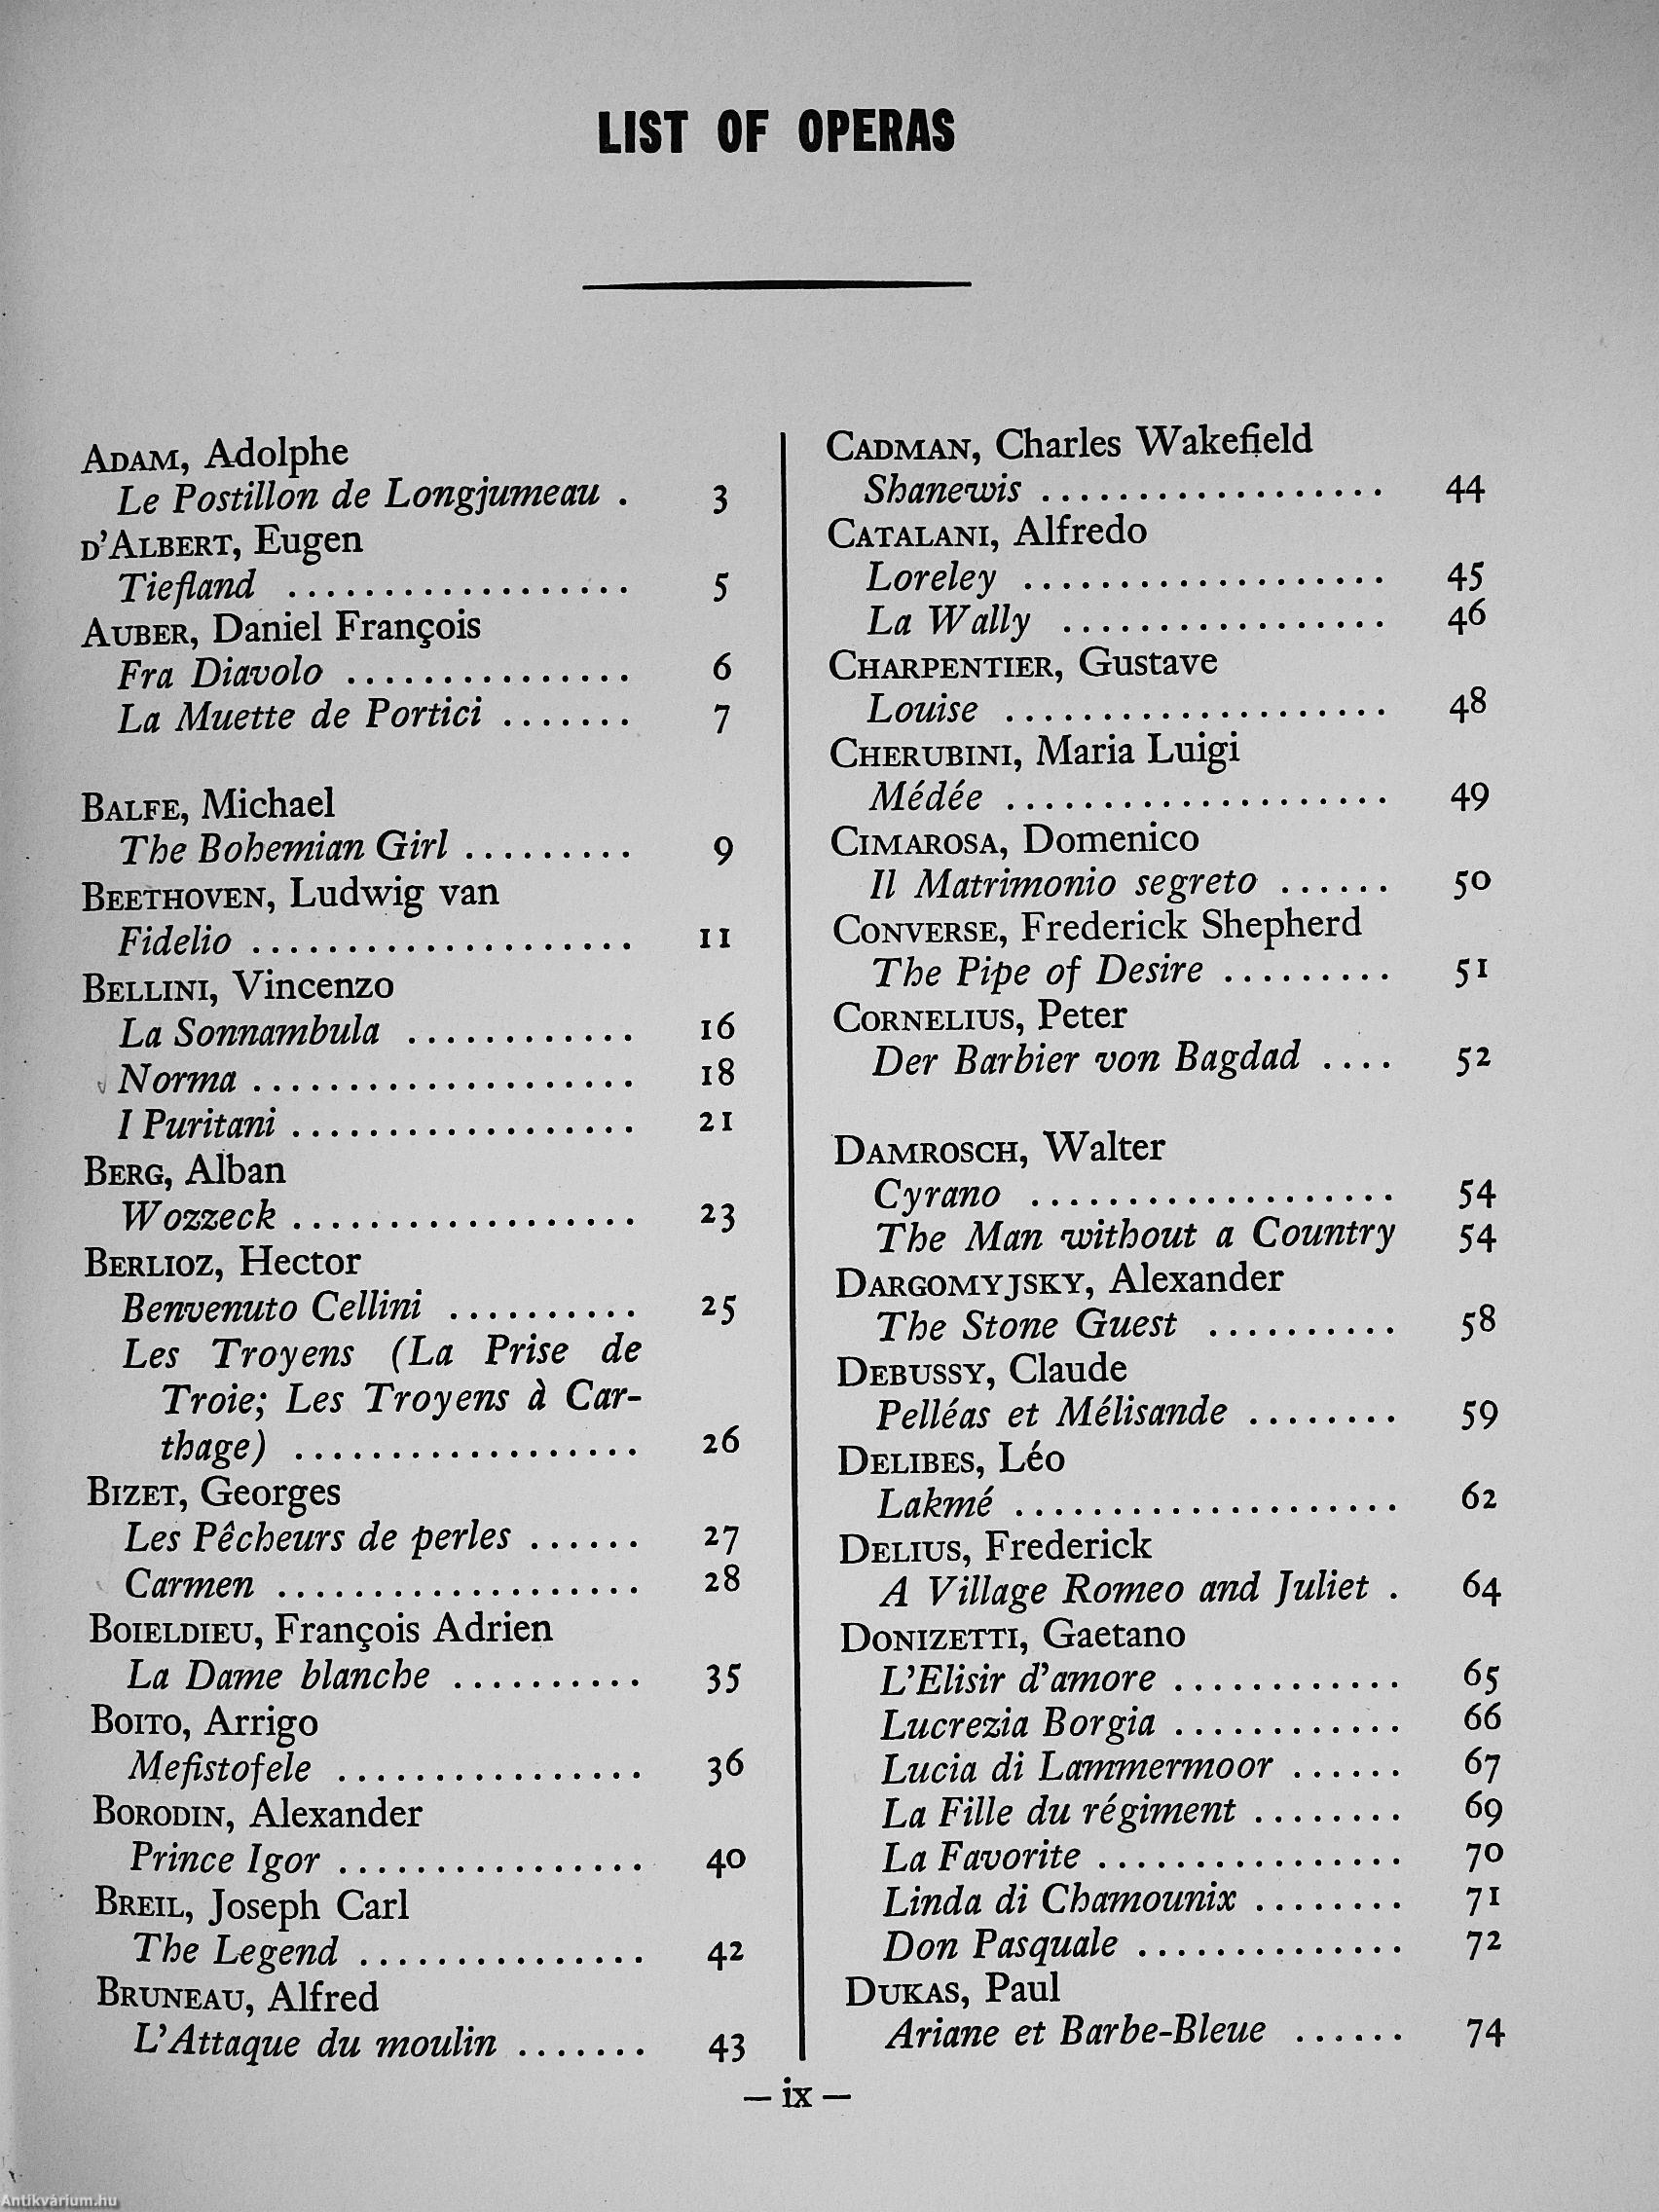 LIST OF OPERAS
ADAM, Adolphe
Le Postillon de Longjumeau . 3
D'ALBERT, Eugen
Tiefland .................. 5
AUBER, Daniel François
Fra Diavolo ............... 6
La Muette de Portici ....... 7
BALFE, Michael
The Bohemian Girl ......... 9
BEETHOVEN, Ludwig van
Fidelio .................... 11
BELLINI, Vincenzo
La Sonnambula ............ 16
Norma .................... 18
I Puritani .................. 21
BERG, Alban
Wozzeck .................. 23
BERLIOZ, Hector
Benvenuto Cellini .......... 25
Les Troyens (La Prise de
Troie; Les Troyens à Car-
thage) .................. 26
BIZET, Georges
Les Pêcheurs de perles ...... 27
Carmen ................... 28
BOIELDIEU, François Adrien
La Dame blanche .......... 35
BOITO, Arrigo
Mefistofele ................ 36
BORODIN, Alexander
Prince Igor ................ 40
BREIL, Joseph Carl
The Legend ............... 42
BRUNEAU, Alfred
L'Attaque du moulin ....... 43
CADMAN, Charles Wakefield
Shanewis .................. 44
CATALANI, Alfredo
Loreley ................... 45
La Wally ................. 46
CHARPENTIER, Gustave
Louise .................... 48
CHERUBINI, Maria Luigi
Médée .................... 49
CIMAROSA, Domenico
Il Matrimonio segreto ...... 50
CONVERSE, Frederick Shepherd
The Pipe of Desire ......... 51
CORNELIUS, Peter
Der Barbier von Bagdad .... 52
DAMROSCH, Walter
Cyrano ................... 54
The Man without a Country 54
DARGOMYJSKY, Alexander
The Stone Guest .......... 58
DEBUSSY, Claude
Pelléas et Mélisande ........ 59
DELIBES, Léo
Lakmé .................... 62
DELIUS, Frederick
A Village Romeo and Juliet . 64
DONIZETTI, Gaetano
L'Elisir d'amore ............ 65
Lucrezia Borgia ............ 66
Lucia di Lammermoor ...... 67
La Fille du régiment ........ 69
La Favorite ................ 70
Linda di Chamounix ........ 71
Don Pasquale .............. 72
DUKAS, Paul
Ariane et Barbe-Bleue ...... 74
— ix —
Antikvárium.hu